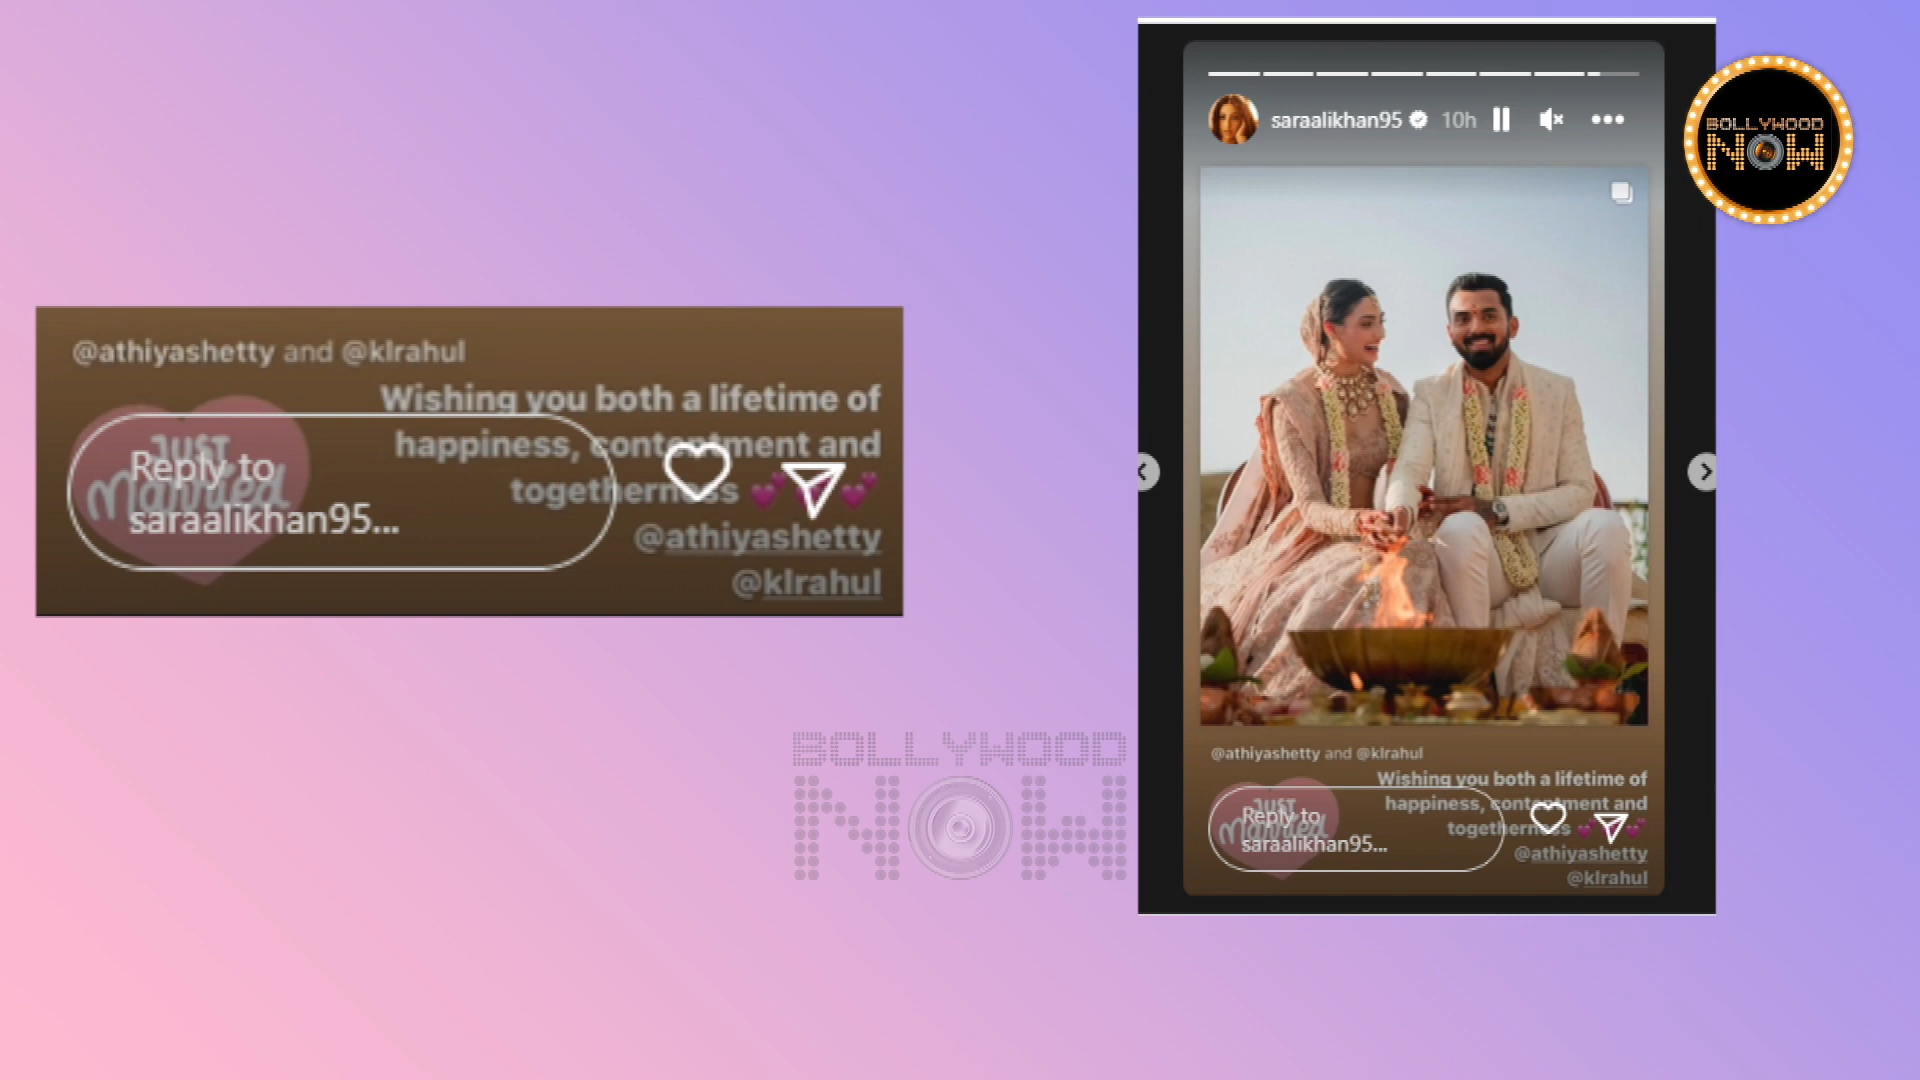 @athiyashetty and @klrahul
Wishing you both a lifetime of
happiness, contentment and
togetherness
@athiyashetty
@klrahul
JUST
Married
Reply to
saraalikhan95...
saraalikhan95 10h
@athiyashetty and @klrahul
Wishing you both a lifetime of
happiness, contentment and
togetherness
@athiyashetty
@klrahul
JUST
Married
Reply to
saraalikhan95...
BOLLYWOOD
NOW
BOLLYWOOD
NOW